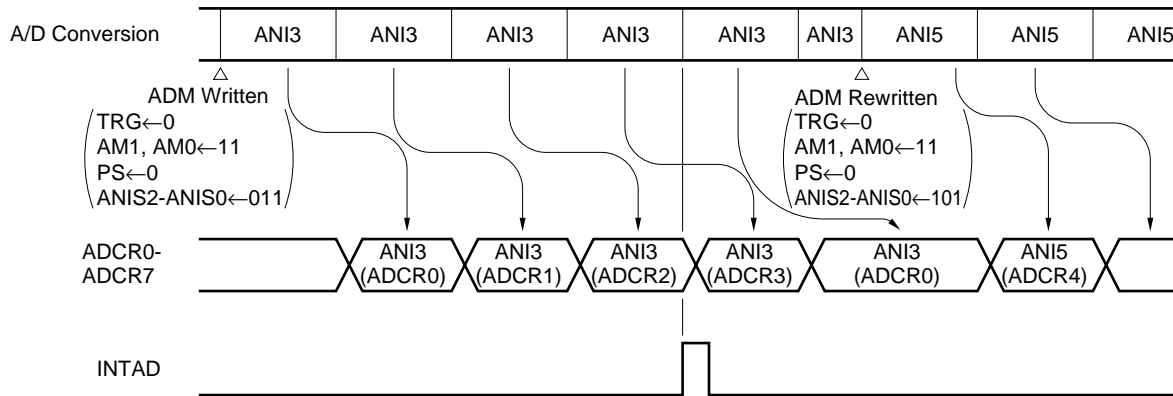 A/D Conversion ANI3 ANI3 ANI3 ANI3 ANI3 ANI3 ANI5 ANI5 ANI5
ADM Written
TRG←0
AM1, AM0←11
PS←0
ANIS2-ANIS0←011
ADM Rewritten
TRG←0
AM1, AM0←11
PS←0
ANIS2-ANIS0←101
ADCR0-
ADCR7
ANI3
(ADCR0)
ANI3
(ADCR1)
ANI3
(ADCR2)
ANI3
(ADCR3)
ANI3
(ADCR0)
ANI5
(ADCR4)
INTAD